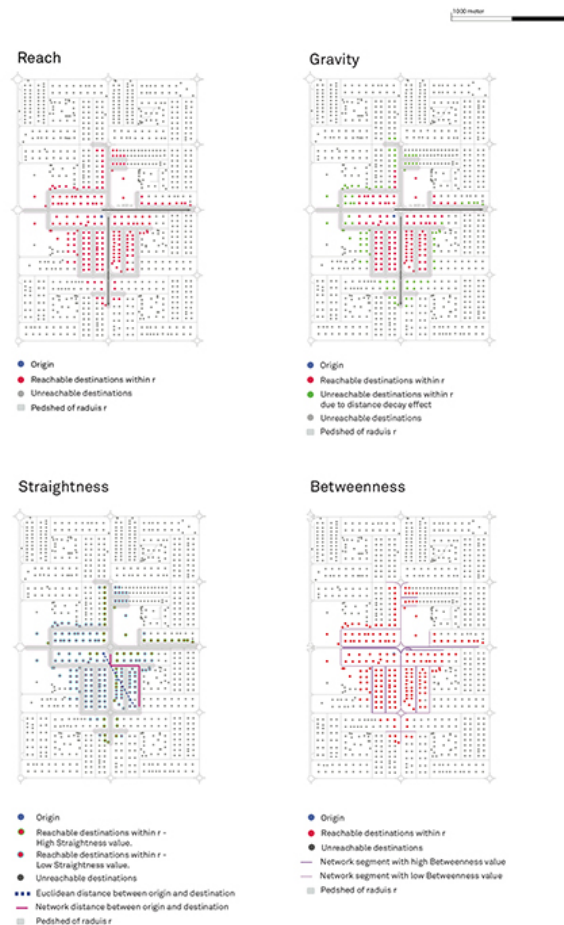 1000 meter
Reach
Gravity
Origin
Reachable destinations within r
Unreachable destinations
Pedshed of raduis r
Origin
Reachable destinations within r
Unreachable destinations within r
due to distance decay effect
Unreachable destinations
Pedshed of raduis r
Straightness
Betweenness
Origin
Reachable destinations within r -
High Straightness value.
Reachable destinations within r -
Low Straightness value.
Unreachable destinations
Euclidean distance between origin and destination
Network distance between origin and destination
Pedshed of raduis r
Origin
Reachable destinations within r
Unreachable destinations
Network segment with high Betweenness value
Network segment with low Betweenness value
Pedshed of raduis r